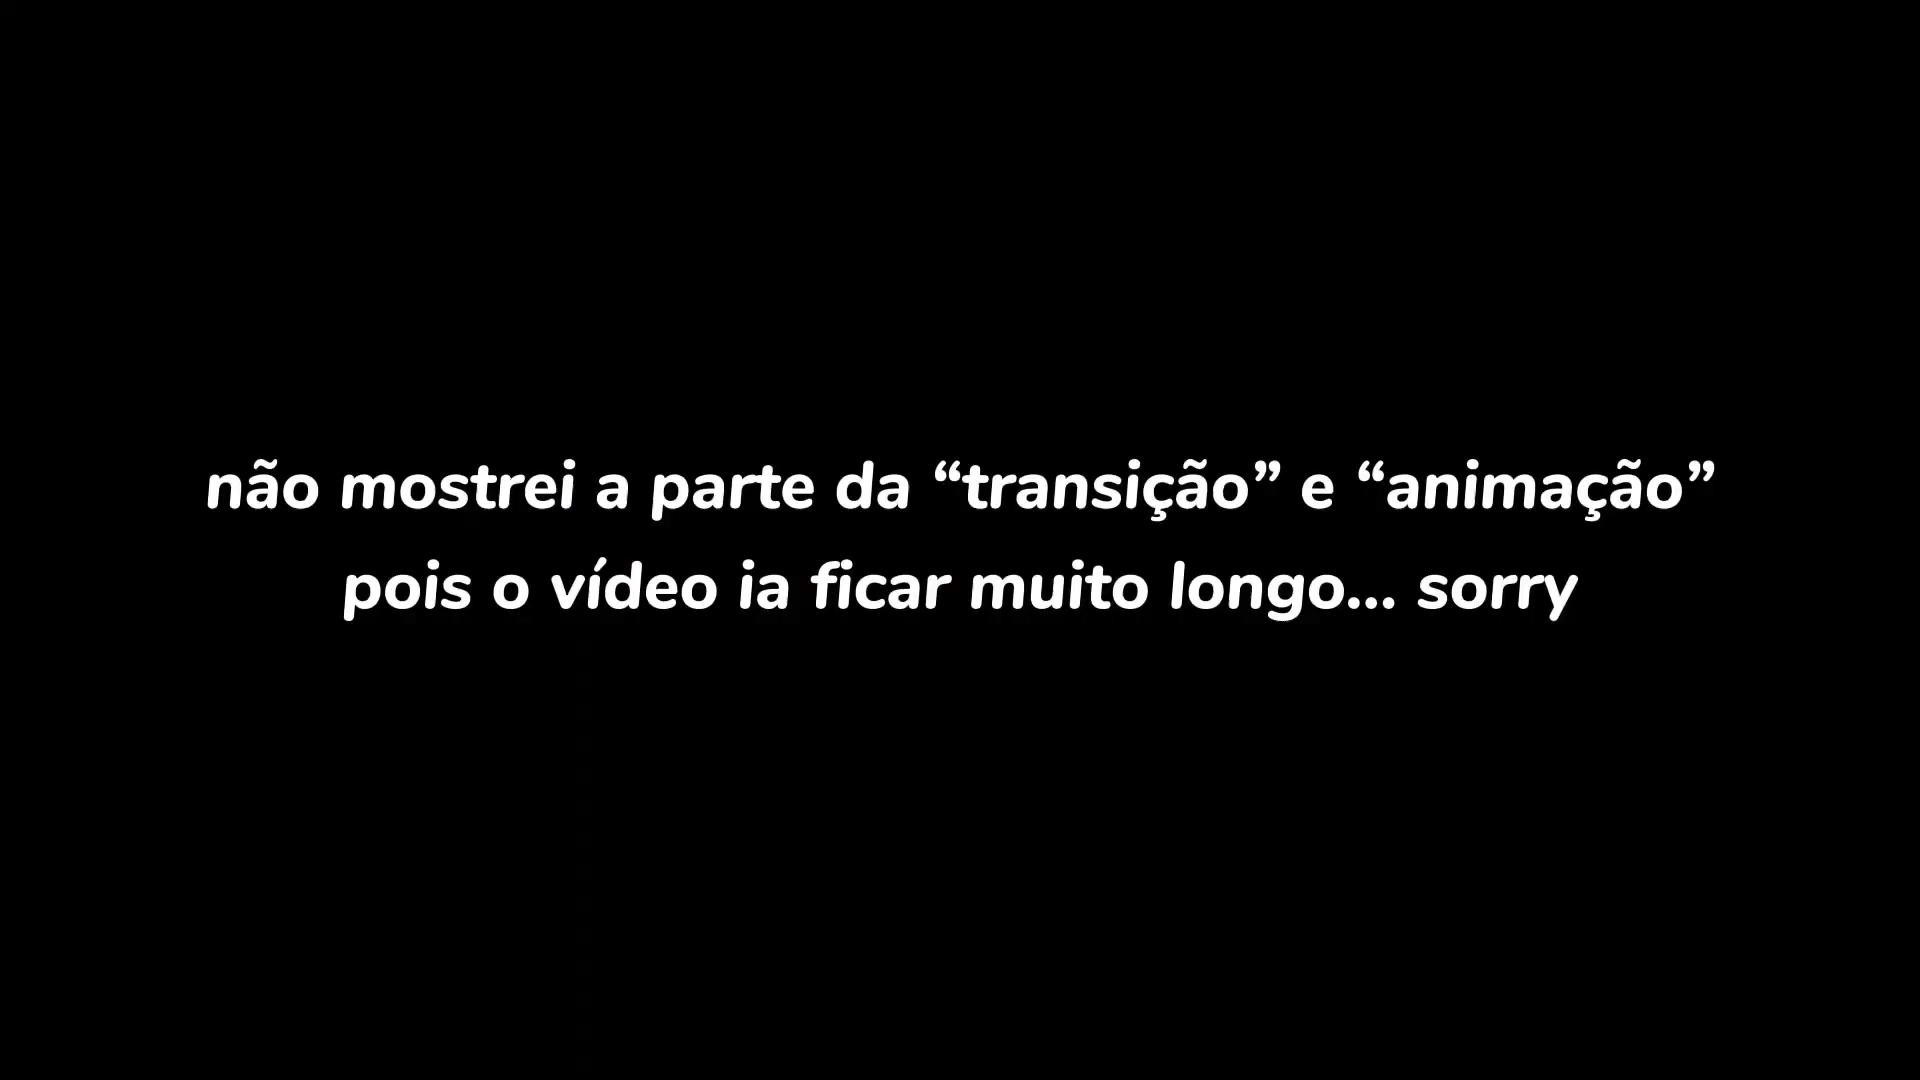 não mostrei a parte da “transição” e “animação”
pois o vídeo ia ficar muito longo... sorry